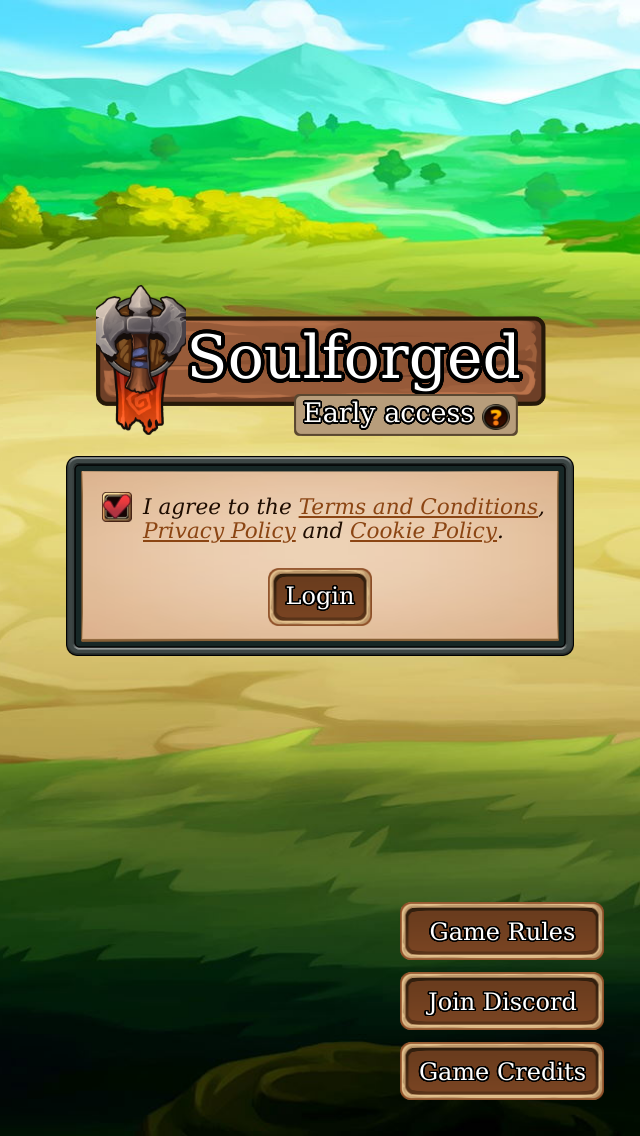 Soulforged
Early access ?
I agree to the Terms and Conditions,
Privacy Policy and Cookie Policy.
Login
Game Rules
Join Discord
Game Credits